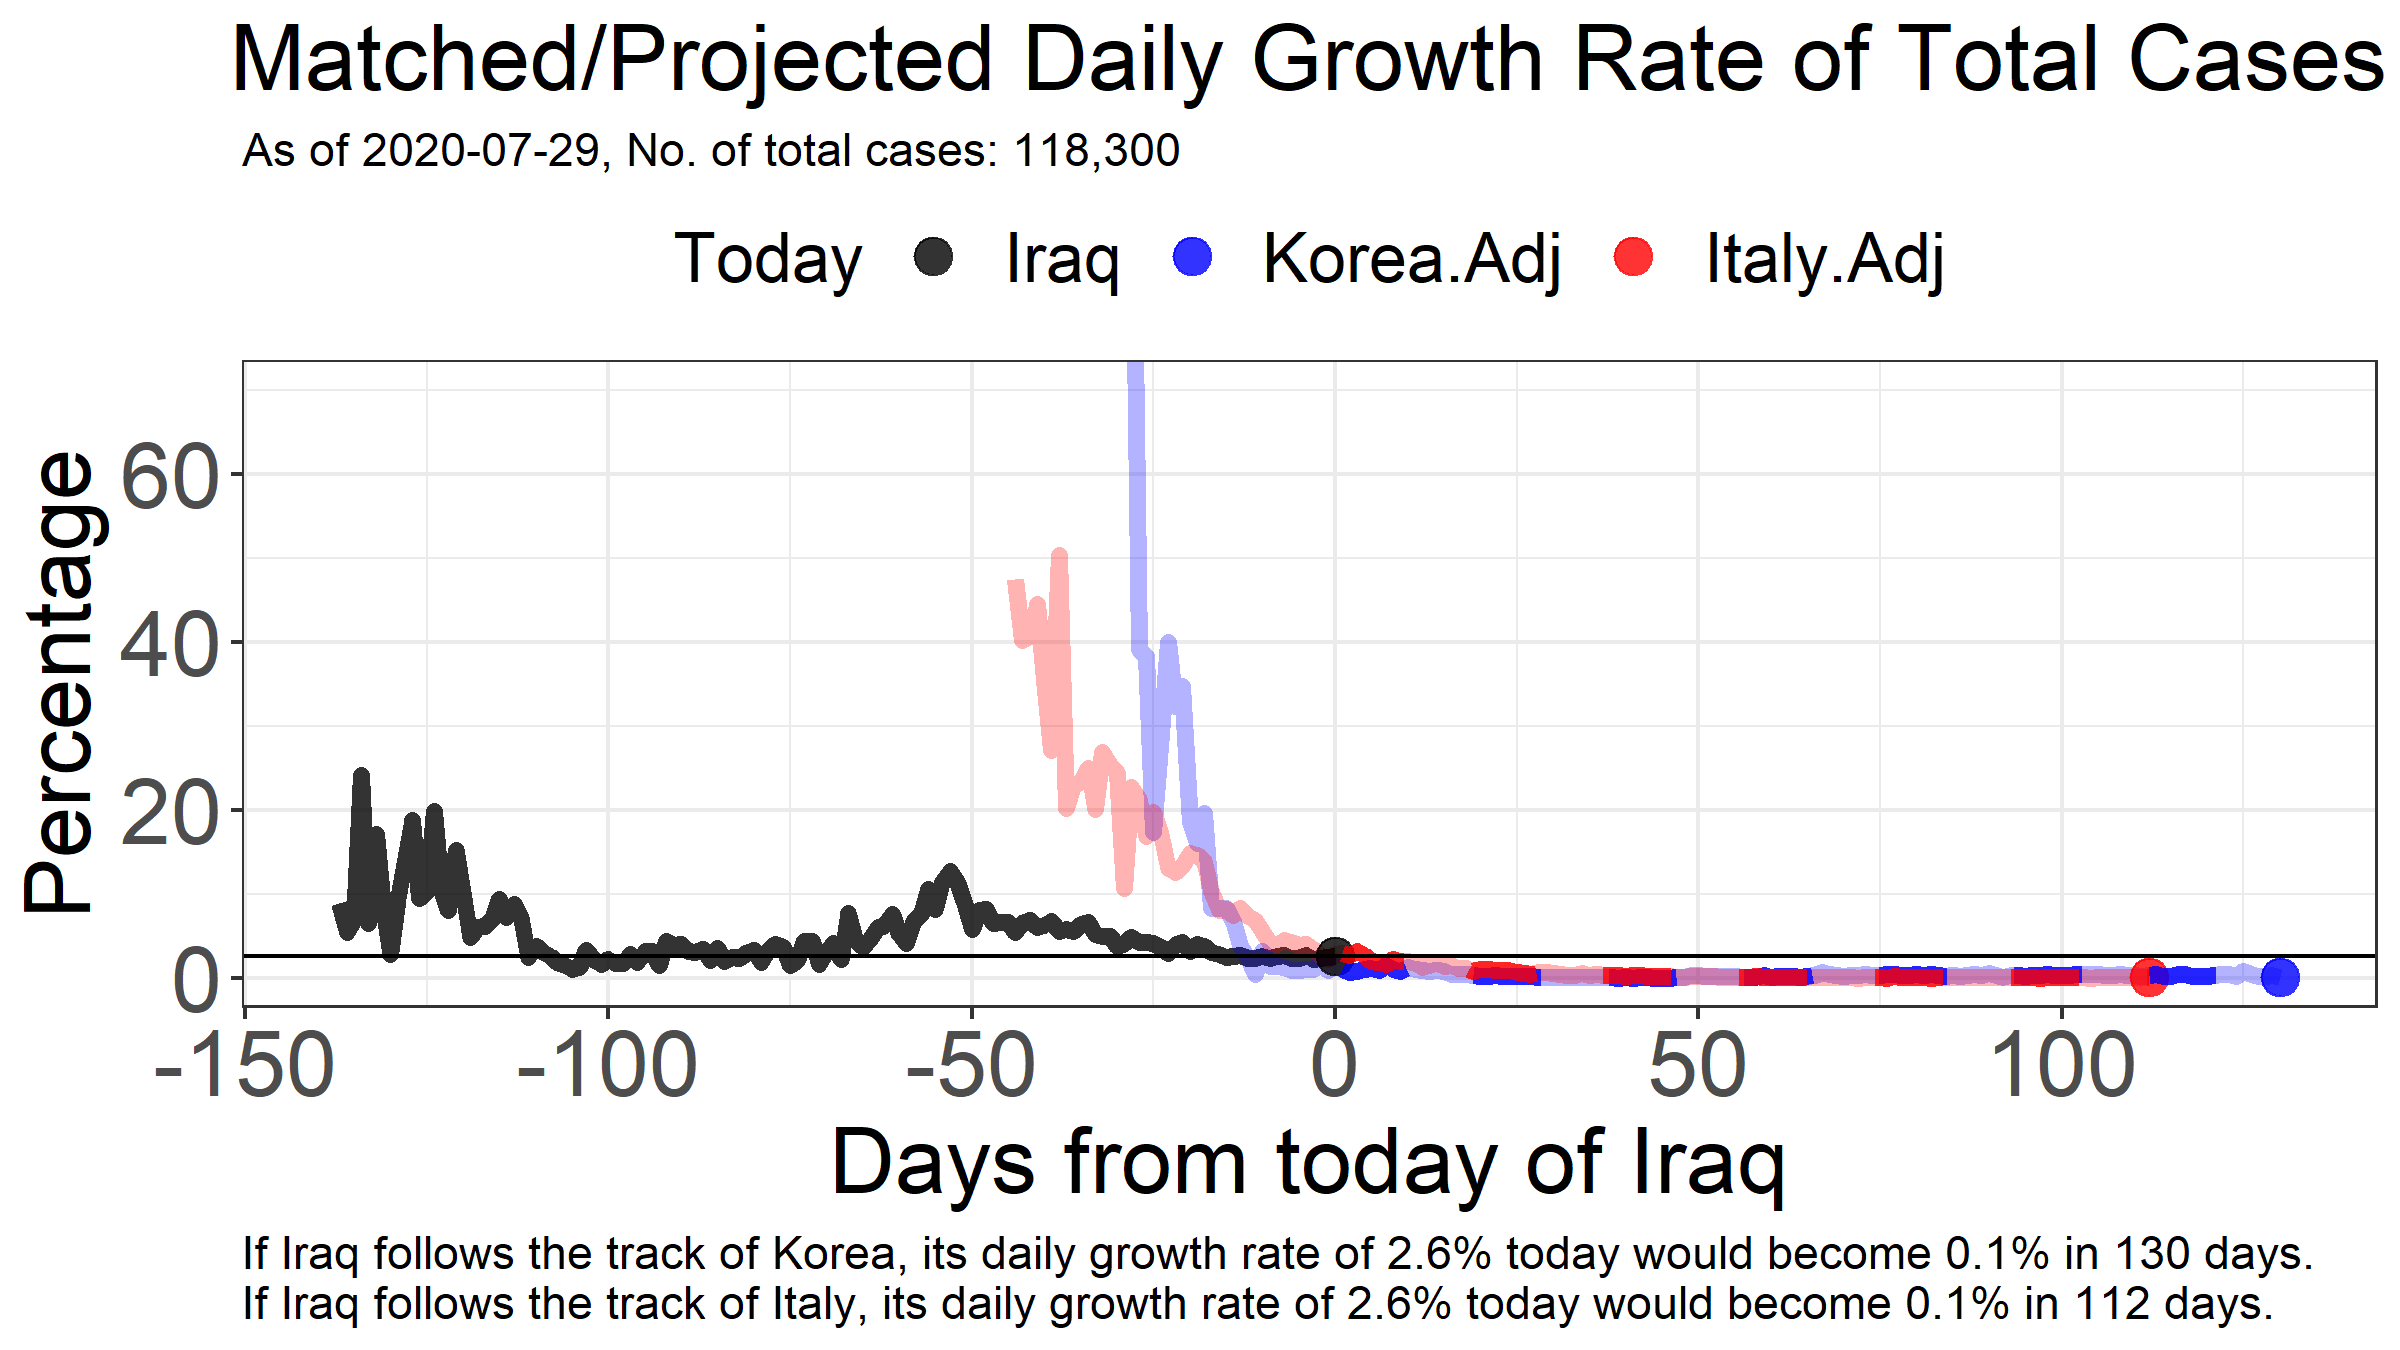 Matched/Projected Daily Growth Rate of Total Cases
As of 2020-07-29, No. of total cases: 118,300
Today Iraq Korea.Adj Italy.Adj
Percentage
60
40
20
0
-150 -100 -50 0 50 100
Days from today of Iraq
If Iraq follows the track of Korea, its daily growth rate of 2.6% today would become 0.1% in 130 days.
If Iraq follows the track of Italy, its daily growth rate of 2.6% today would become 0.1% in 112 days.